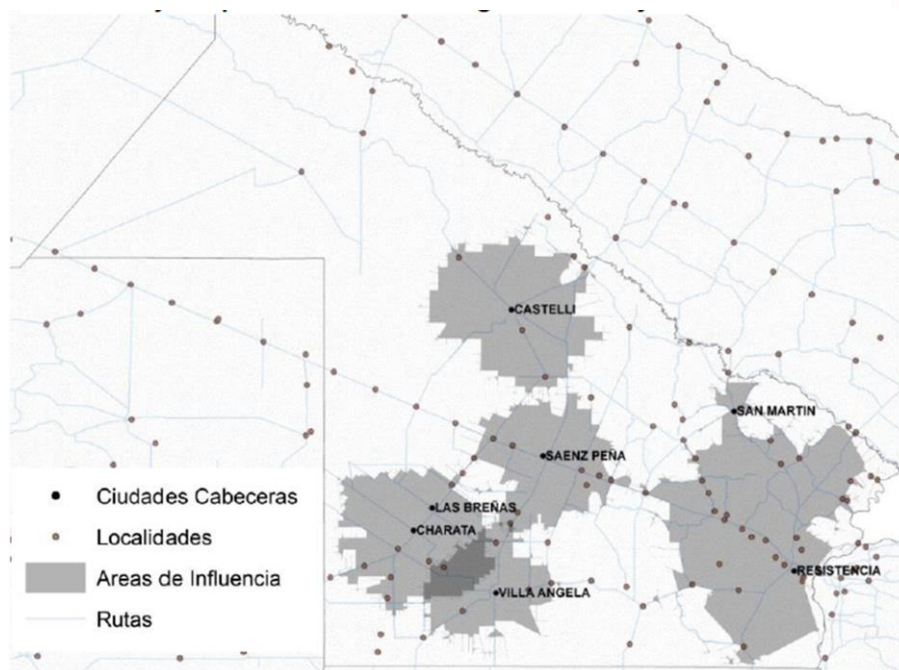 CASTELLI
SAN MARTIN
SAENZ PEÑA
LAS BREÑAS
CHARATA
RESISTENCIA
VILLA ANGELA
Ciudades Cabeceras
Localidades
Areas de Influencia
Rutas